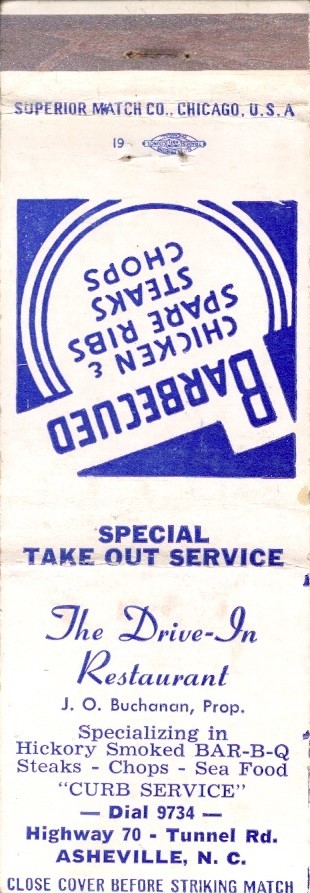 SUPERIOR MATCH CO., CHICAGO, U.S.A
19
BARBECUED
CHICKEN &
SPARE RIBS
STEAKS
CHOPS
SPECIAL
TAKE OUT SERVICE
The Drive-In
Restaurant
J. O. Buchanan, Prop.
Specializing in
Hickory Smoked BAR-B-Q
Steaks - Chops - Sea Food
"CURB SERVICE"
— Dial 9734 —
Highway 70 - Tunnel Rd.
ASHEVILLE, N. C.
CLOSE COVER BEFORE STRIKING MATCH